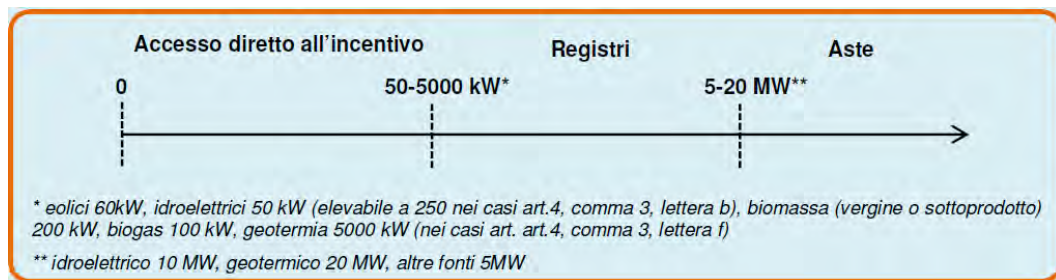 Accesso diretto all'incentivo Registri Aste
0 50-5000 kW* 5-20 MW**
* eolici 60kW, idroelettrici 50 kW (elevabile a 250 nei casi art.4, comma 3, lettera b), biomassa (vergine o sottoprodotto)
200 kW, biogas 100 kW, geotermia 5000 kW (nei casi art. art.4, comma 3, lettera f)
** idroelettrico 10 MW, geotermico 20 MW, altre fonti 5MW